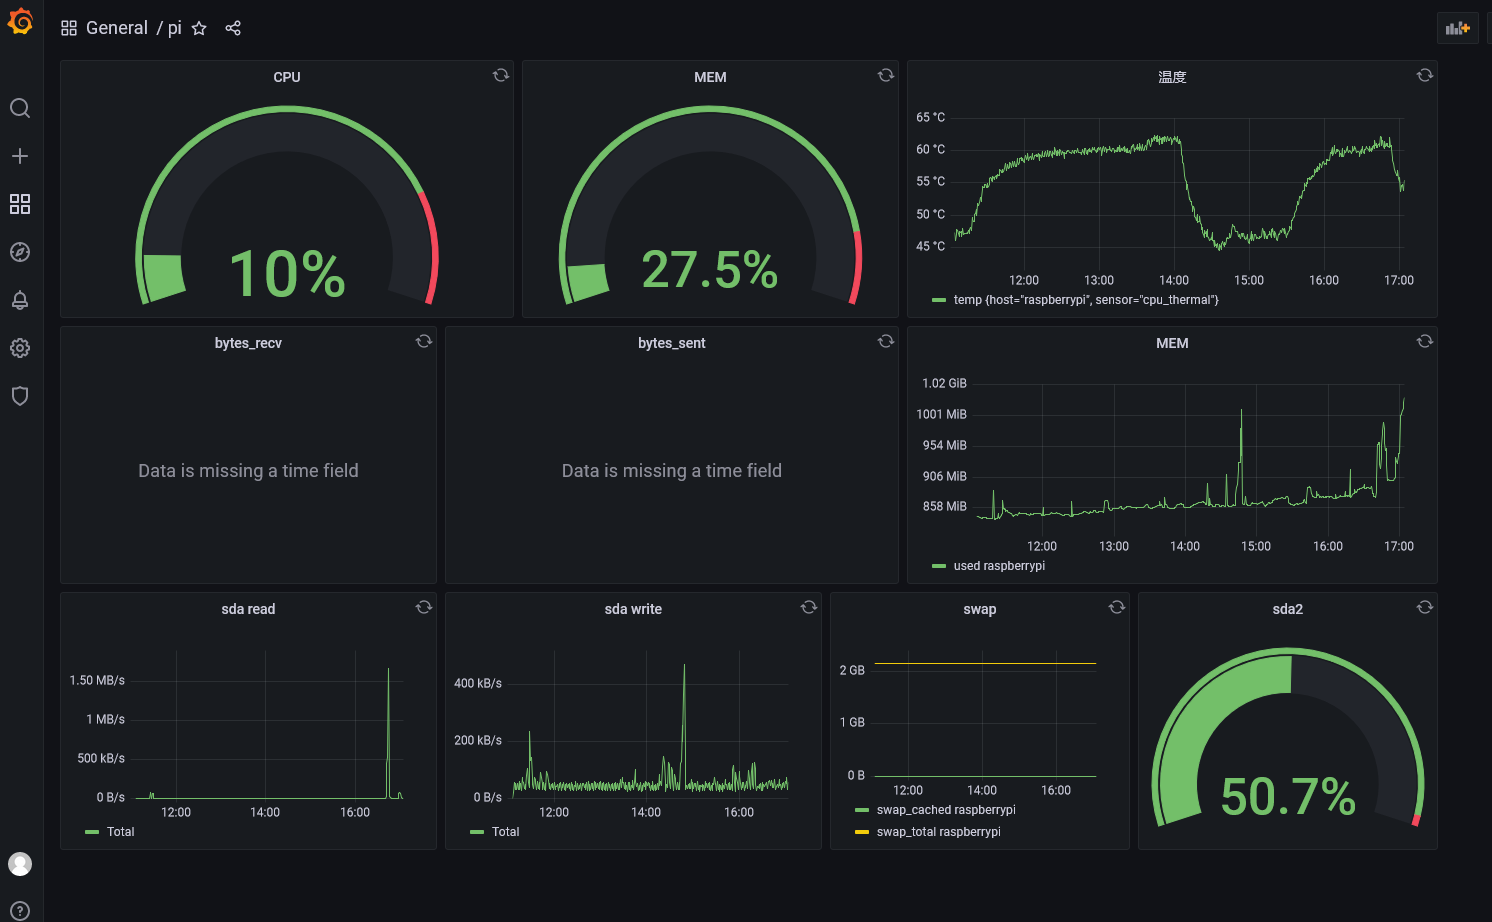 General / pi
CPU
10%
MEM
27.5%
温度
65 °C
60 °C
55 °C
50 °C
45 °C
12:00 13:00 14:00 15:00 16:00 17:00
temp {host="raspberrypi", sensor="cpu_thermal"}
bytes_recv
Data is missing a time field
bytes_sent
Data is missing a time field
MEM
1.02 GiB
1001 MiB
954 MiB
906 MiB
858 MiB
12:00 13:00 14:00 15:00 16:00 17:00
used raspberrypi
sda read
1.50 MB/s
1 MB/s
500 kB/s
0 B/s
12:00 14:00 16:00
Total
sda write
400 kB/s
200 kB/s
0 B/s
12:00 14:00 16:00
Total
swap
2 GB
1 GB
0 B
12:00 14:00 16:00
swap_cached raspberrypi
swap_total raspberrypi
sda2
50.7%